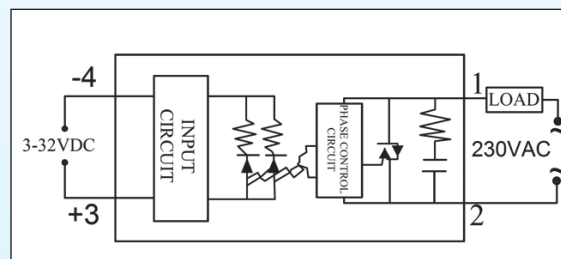 -4
3-32VDC
+3
INPUT
CIRCUIT
PHASE CONTROL
CIRCUIT
1
LOAD
~
230VAC
~
2